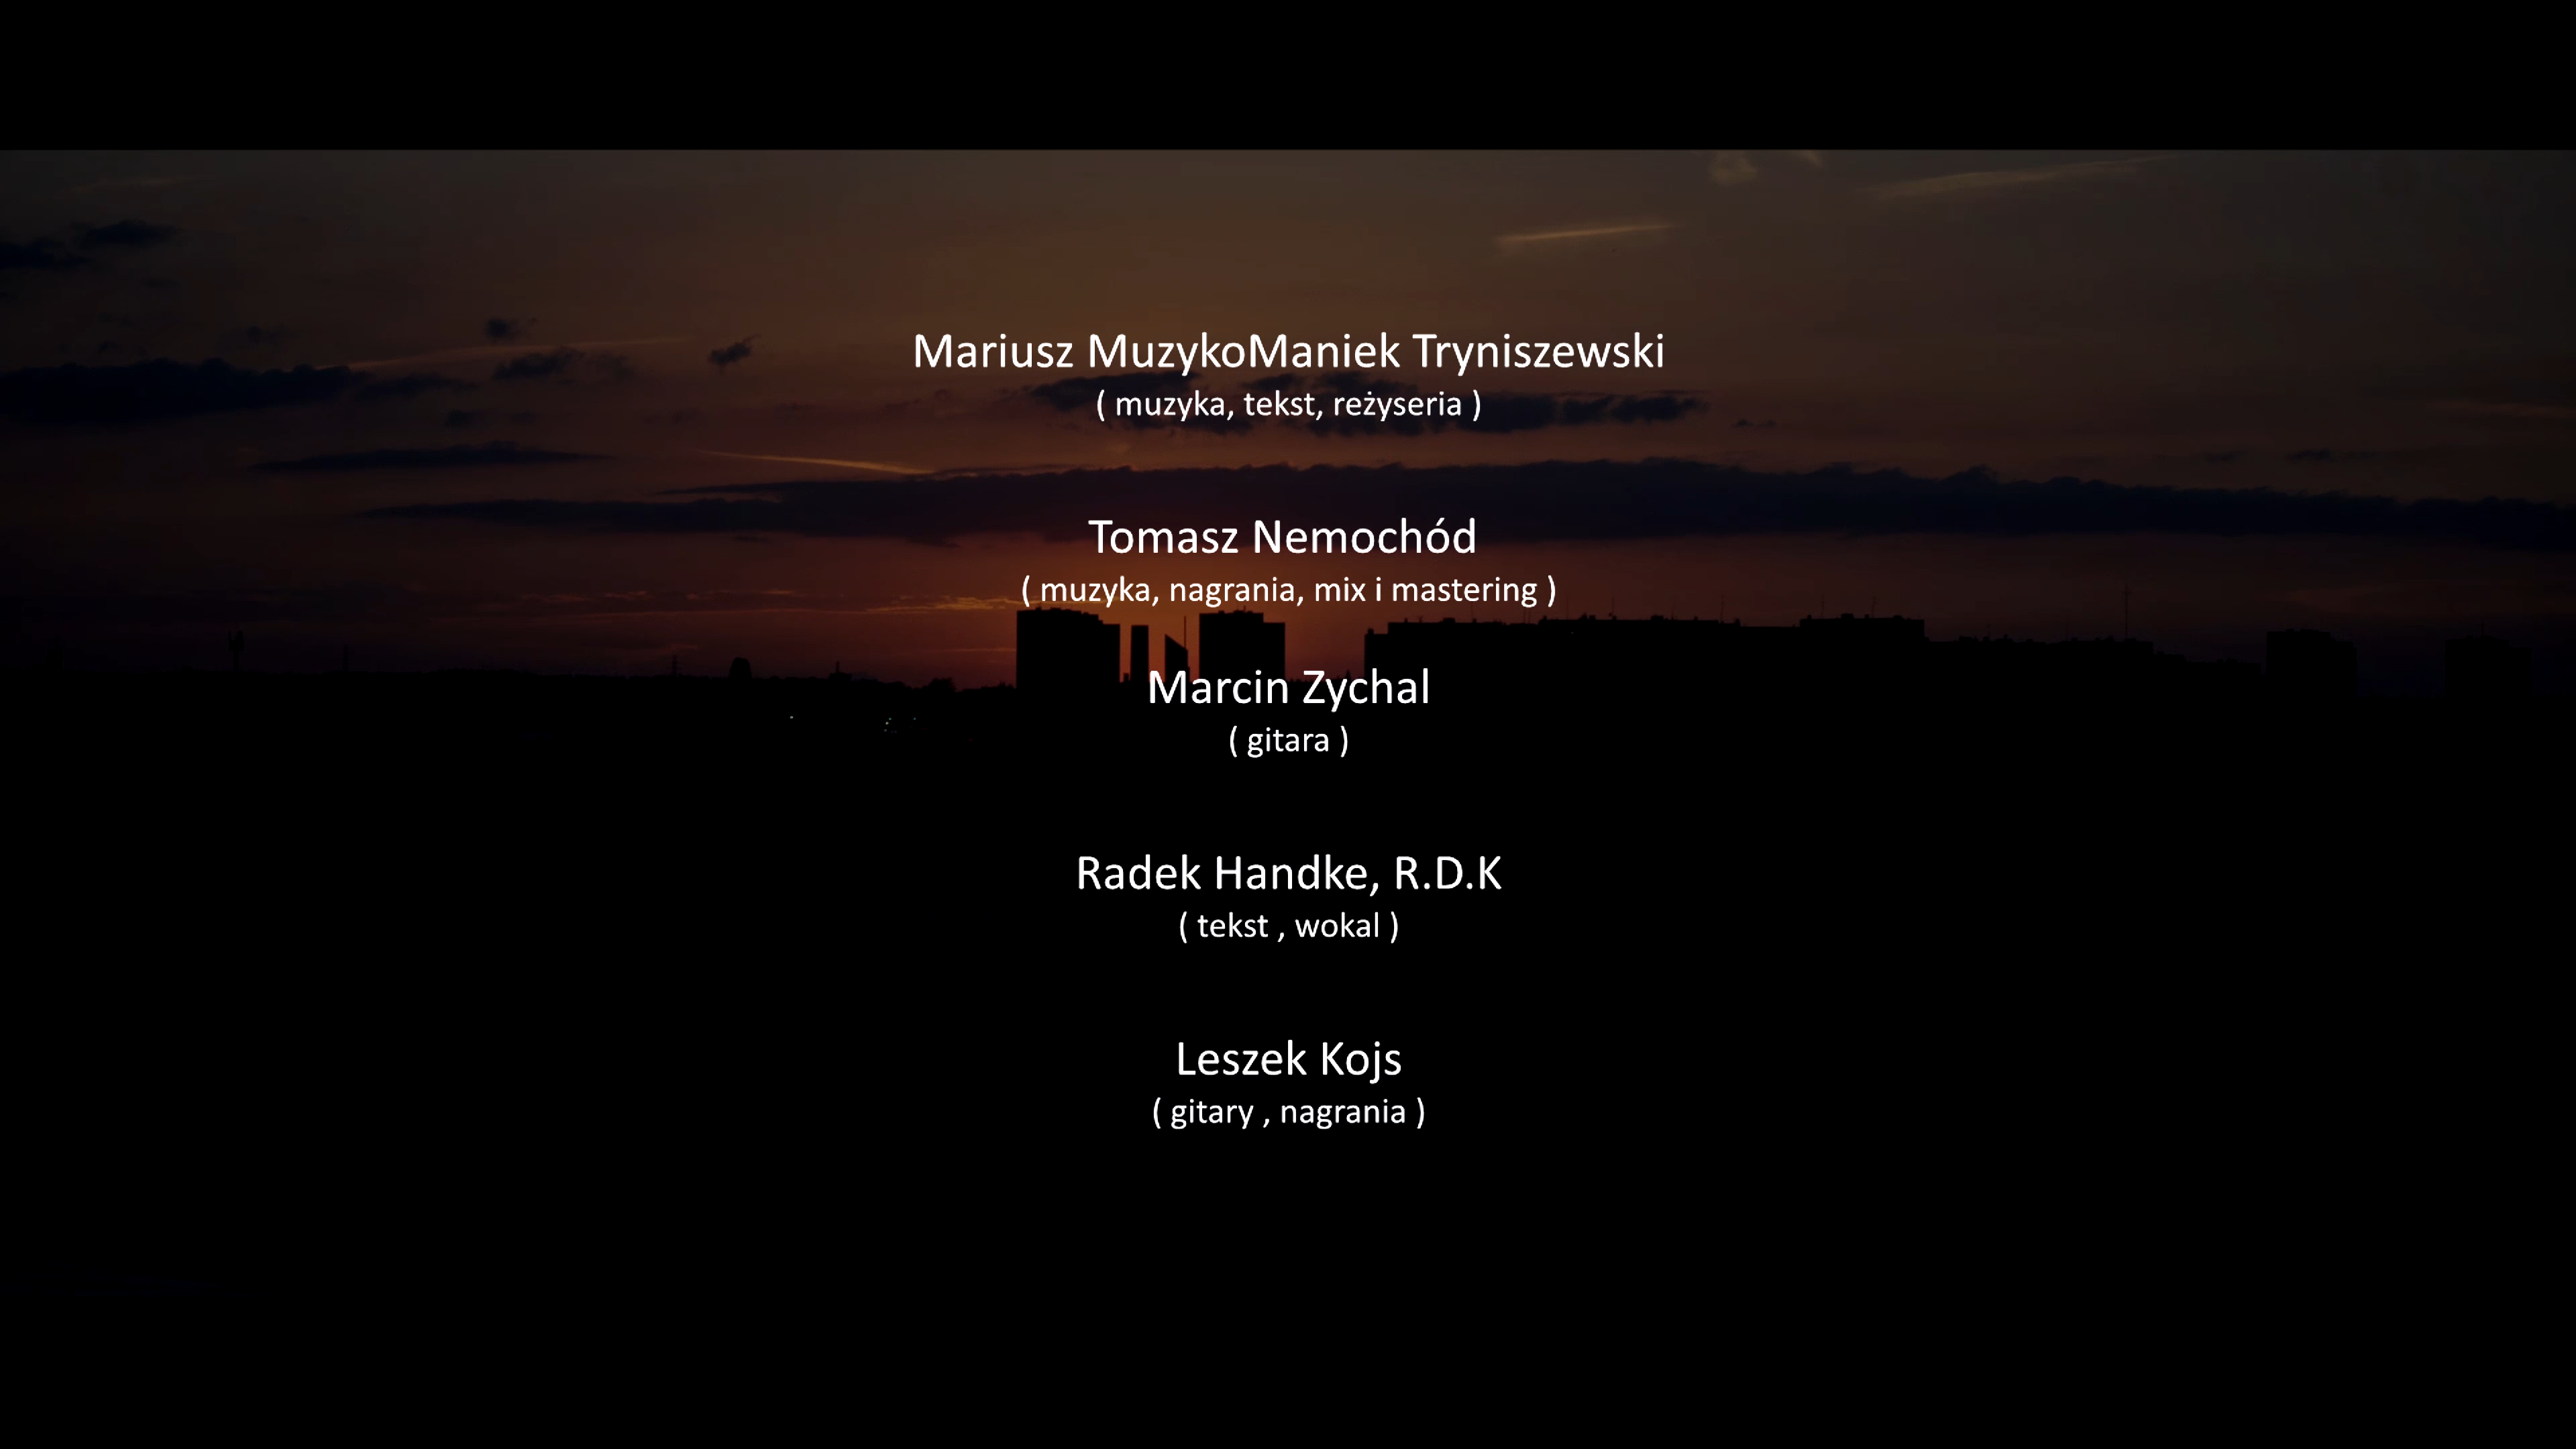 Mariusz MuzykoManiek Tryniszewski
( muzyka, tekst, reżyseria )
Tomasz Nemochód
( muzyka, nagrania, mix i mastering )
Marcin Zychal
( gitara )
Radek Handke, R.D.K
( tekst , wokal )
Leszek Kojs
( gitary , nagrania )